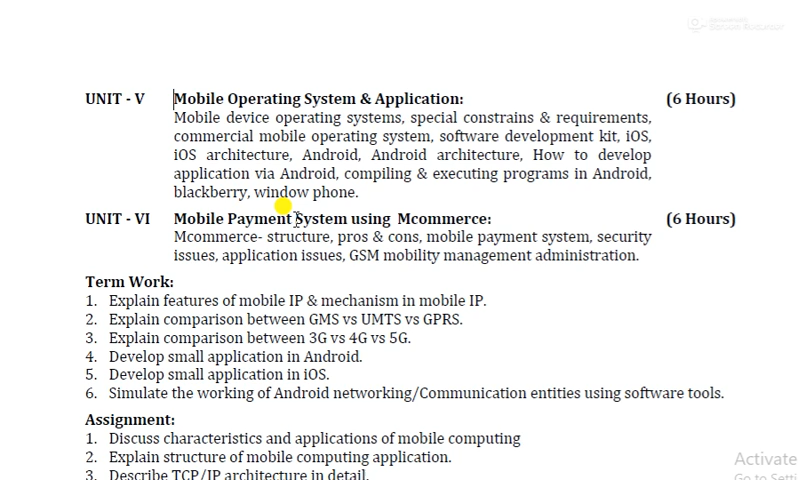 UNIT - V Mobile Operating System & Application: (6 Hours)
Mobile device operating systems, special constrains & requirements,
commercial mobile operating system, software development kit, iOS,
iOS architecture, Android, Android architecture, How to develop
application via Android, compiling & executing programs in Android,
blackberry, window phone.
UNIT - VI Mobile Payment System using Mcommerce: (6 Hours)
Mcommerce- structure, pros & cons, mobile payment system, security
issues, application issues, GSM mobility management administration.
Term Work:
1. Explain features of mobile IP & mechanism in mobile IP.
2. Explain comparison between GMS vs UMTS vs GPRS.
3. Explain comparison between 3G vs 4G vs 5G.
4. Develop small application in Android.
5. Develop small application in iOS.
6. Simulate the working of Android networking/Communication entities using software tools.
Assignment:
1. Discuss characteristics and applications of mobile computing
2. Explain structure of mobile computing application.
Activate
3. Describe TCP/IP architecture in detail.
Go to Setti